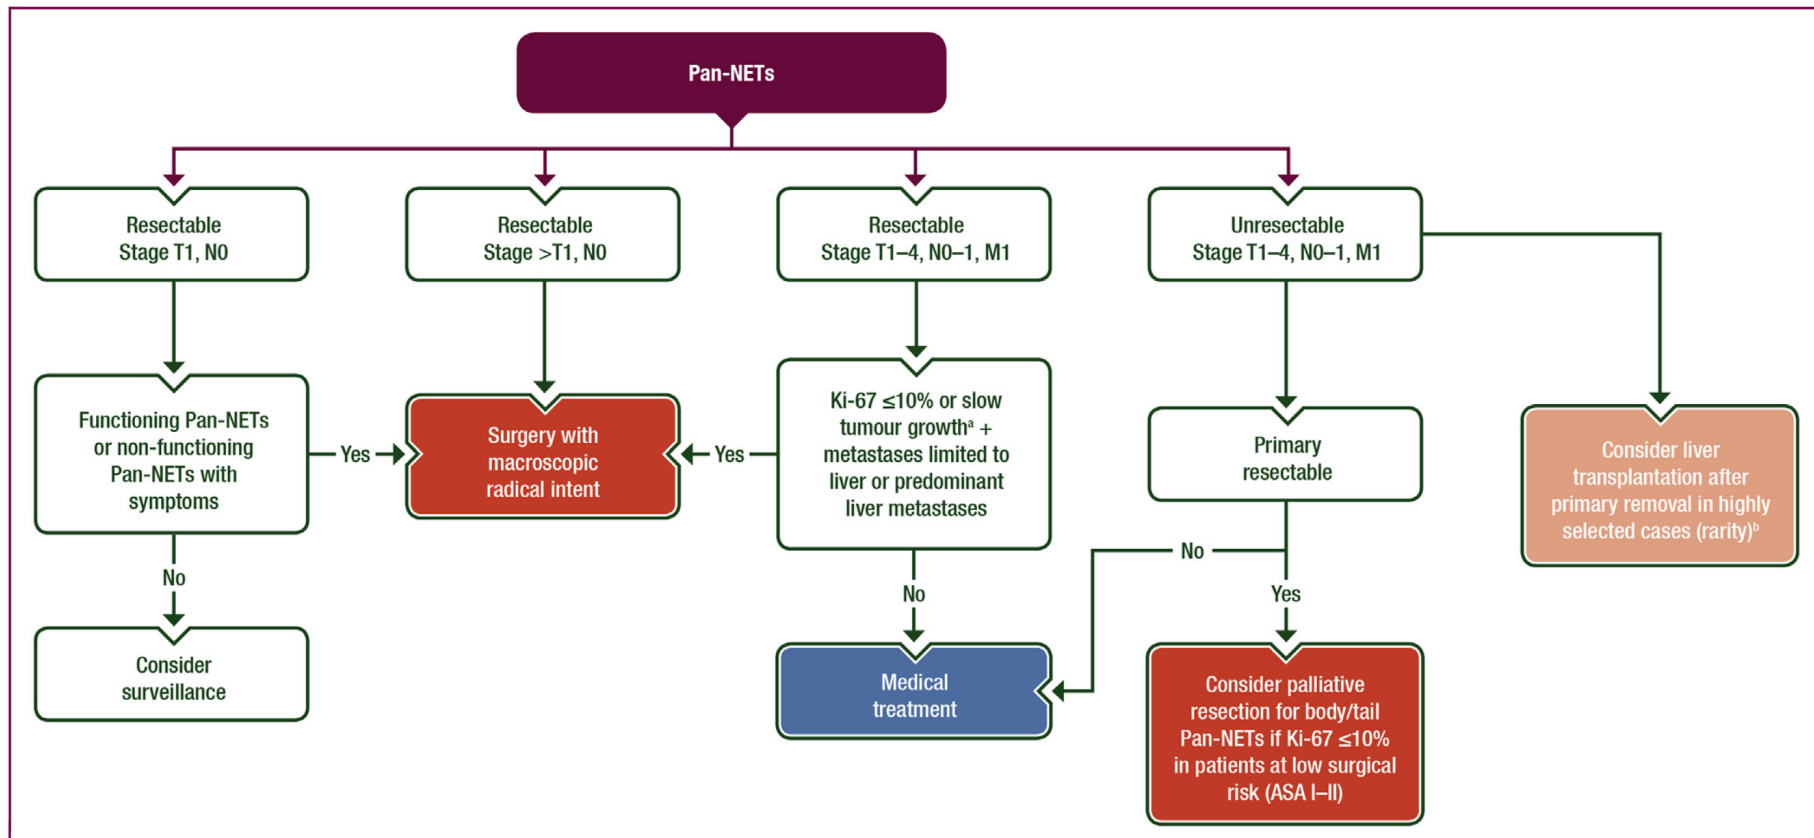 Pan-NETs
Resectable
Stage T1, N0
Resectable
Stage >T1, N0
Resectable
Stage T1–4, N0–1, M1
Unresectable
Stage T1–4, N0–1, M1
Functioning Pan-NETs
or non-functioning
Pan-NETs with
symptoms
Yes
Surgery with
macroscopic
radical intent
Yes
Ki-67 ≤10% or slow
tumour growthᵃ +
metastases limited to
liver or predominant
liver metastases
Primary
resectable
Consider liver
transplantation after
primary removal in highly
selected cases (rarity)ᵇ
No
No
No
Yes
Consider
surveillance
Medical
treatment
Consider palliative
resection for body/tail
Pan-NETs if Ki-67 ≤10%
in patients at low surgical
risk (ASA I–II)